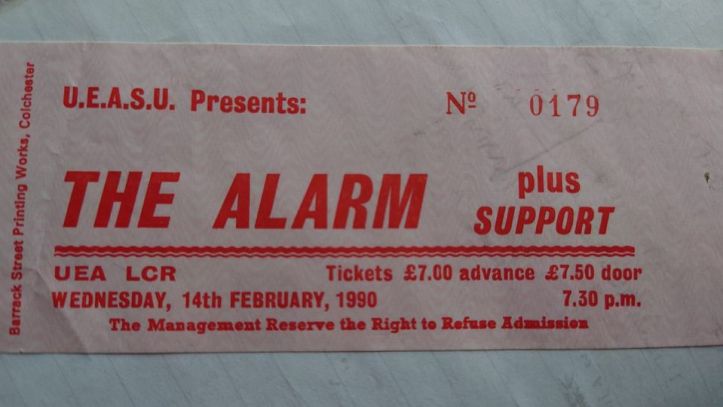 U.E.A.S.U. Presents:
Nº 0179
THE ALARM
plus
SUPPORT
UEA LCR
Tickets £7.00 advance £7.50 door
WEDNESDAY, 14th FEBRUARY, 1990
7.30 p.m.
The Management Reserve the Right to Refuse Admission
Barrack Street Printing Works, Colchester